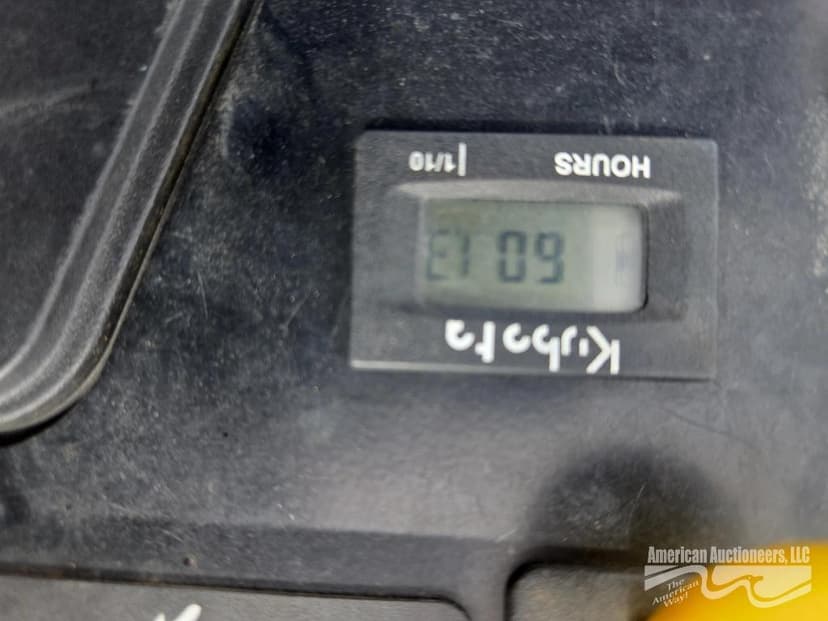 Kubota
6013
HOURS 1/10
American Auctioneers, LLC
The
American
Way!